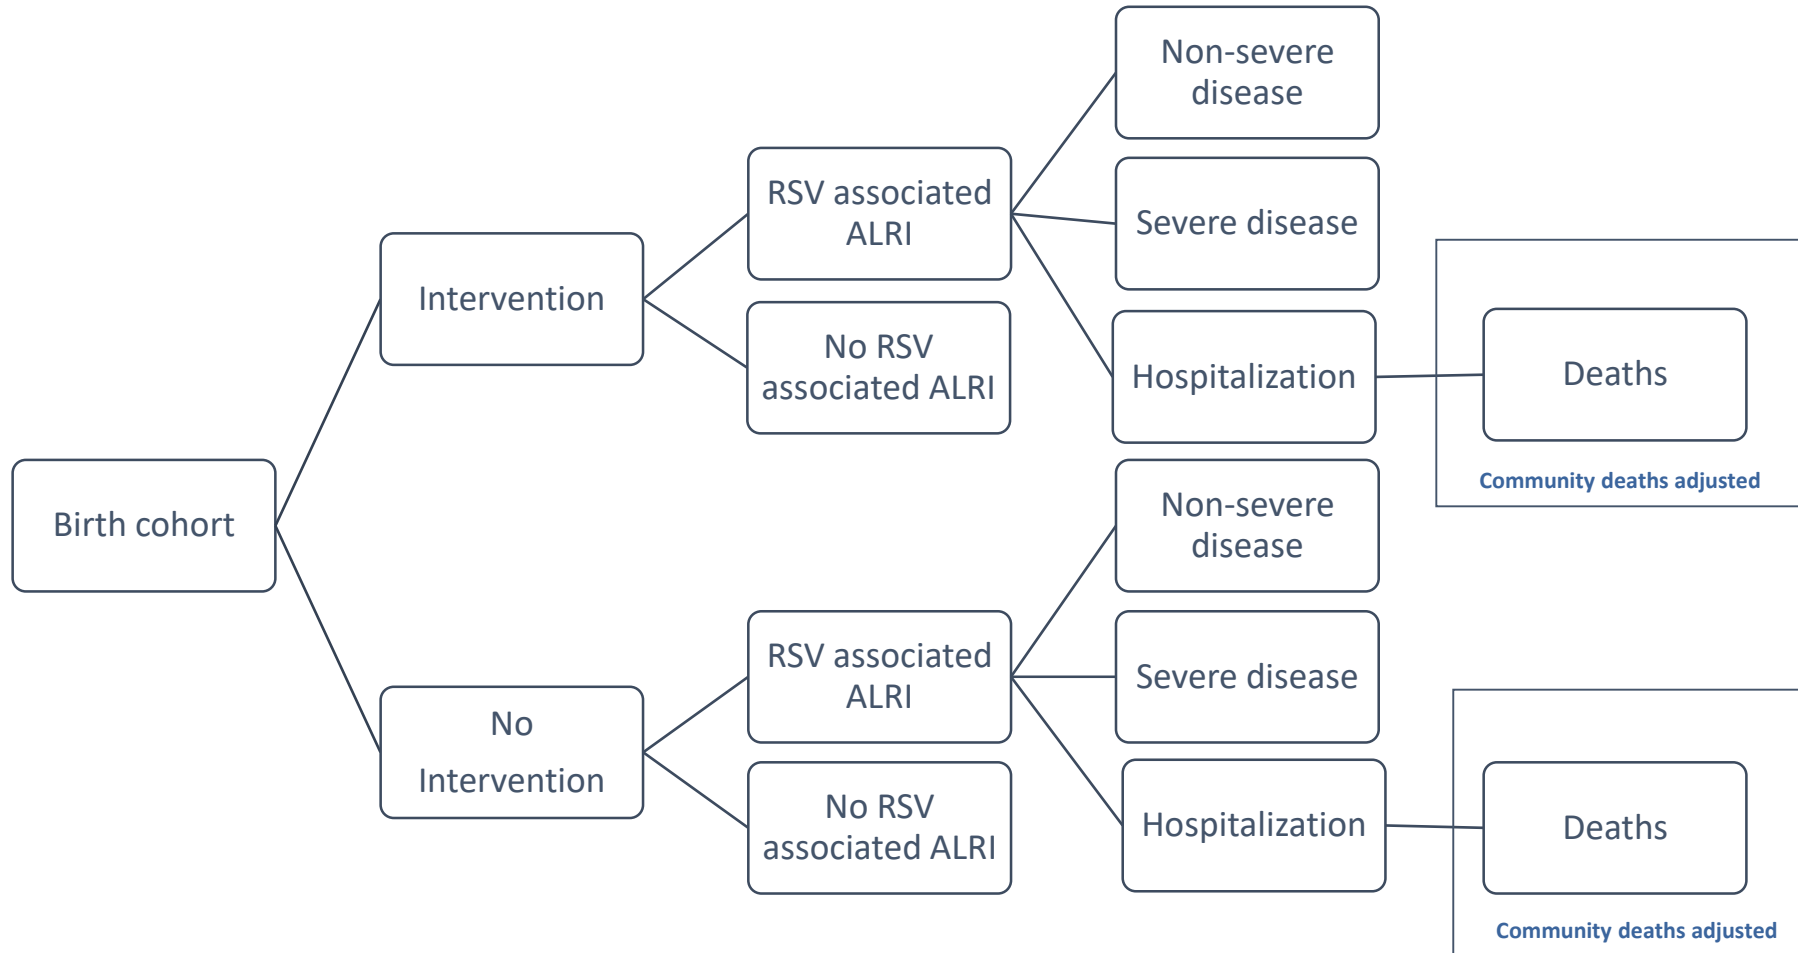 Birth cohort
Intervention
RSV associated
ALRI
No RSV
associated ALRI
Non-severe
disease
Severe disease
Hospitalization
Deaths
Community deaths adjusted
No
Intervention
RSV associated
ALRI
No RSV
associated ALRI
Non-severe
disease
Severe disease
Hospitalization
Deaths
Community deaths adjusted